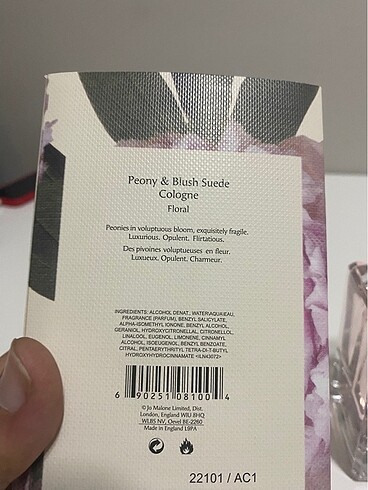 Peony & Blush Suede
Cologne
Floral
Peonies in voluptuous bloom, exquisitely fragile.
Luxurious. Opulent. Flirtatious.
Des pivoines voluptueuses en fleur.
Luxueux. Opulent. Charmeur.
INGREDIENTS: ALCOHOL DENAT., WATER\AQUA\EAU,
FRAGRANCE (PARFUM), BENZYL SALICYLATE,
ALPHA-ISOMETHYL IONONE, BENZYL ALCOHOL,
GERANIOL, HYDROXYCITRONELLAL, CITRONELLOL,
LINALOOL, EUGENOL, LIMONENE, CINNAMYL
ALCOHOL, ISOEUGENOL, BENZYL BENZOATE,
CITRAL, PENTAERYTHRITYL TETRA-DI-T-BUTYL
HYDROXYHYDROCINNAMATE <ILN43072>
6 90251 08100 4
© Jo Malone Limited, Dist.
London, England W1U 8HQ
WLBS NV, Oevel BE-2260
Made in England L9PA
22101 / AC1